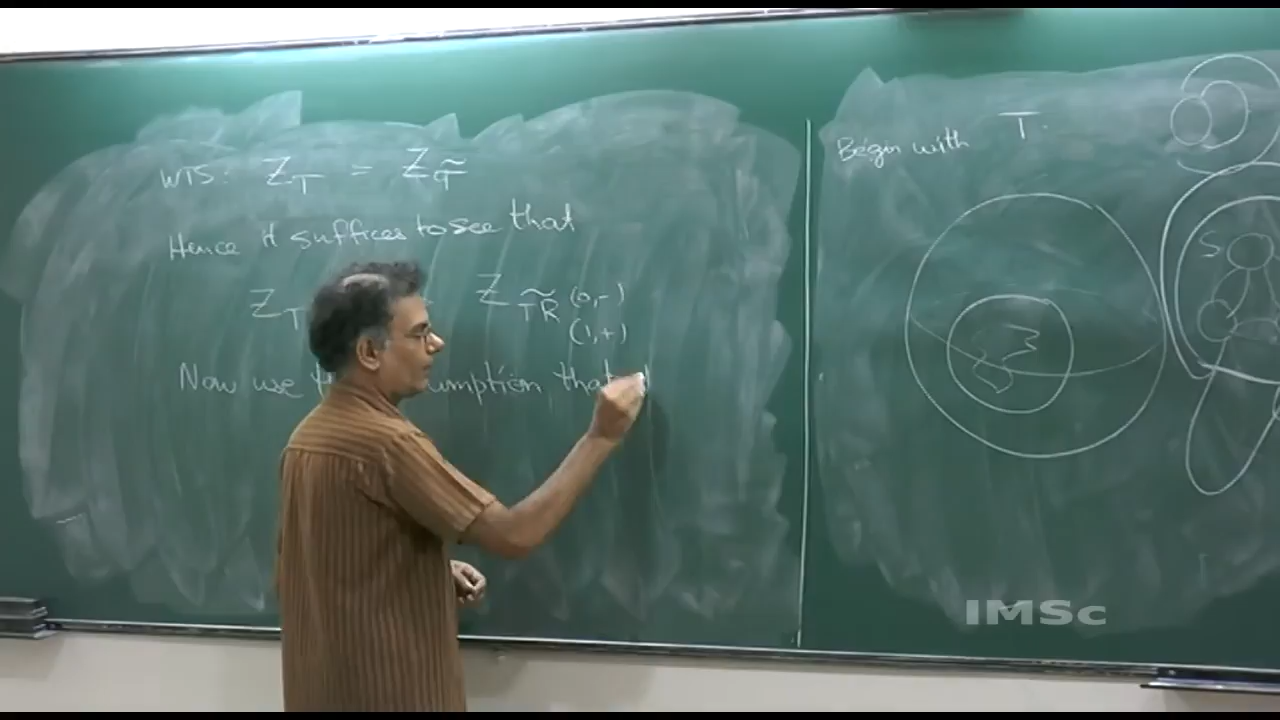 WTS: Z_T = Z_T̃
Hence it suffices to see that
Z_T Z_T̃R (0,-)
(1,+)
Now use umption, that
Begin with T.
S
IMSc